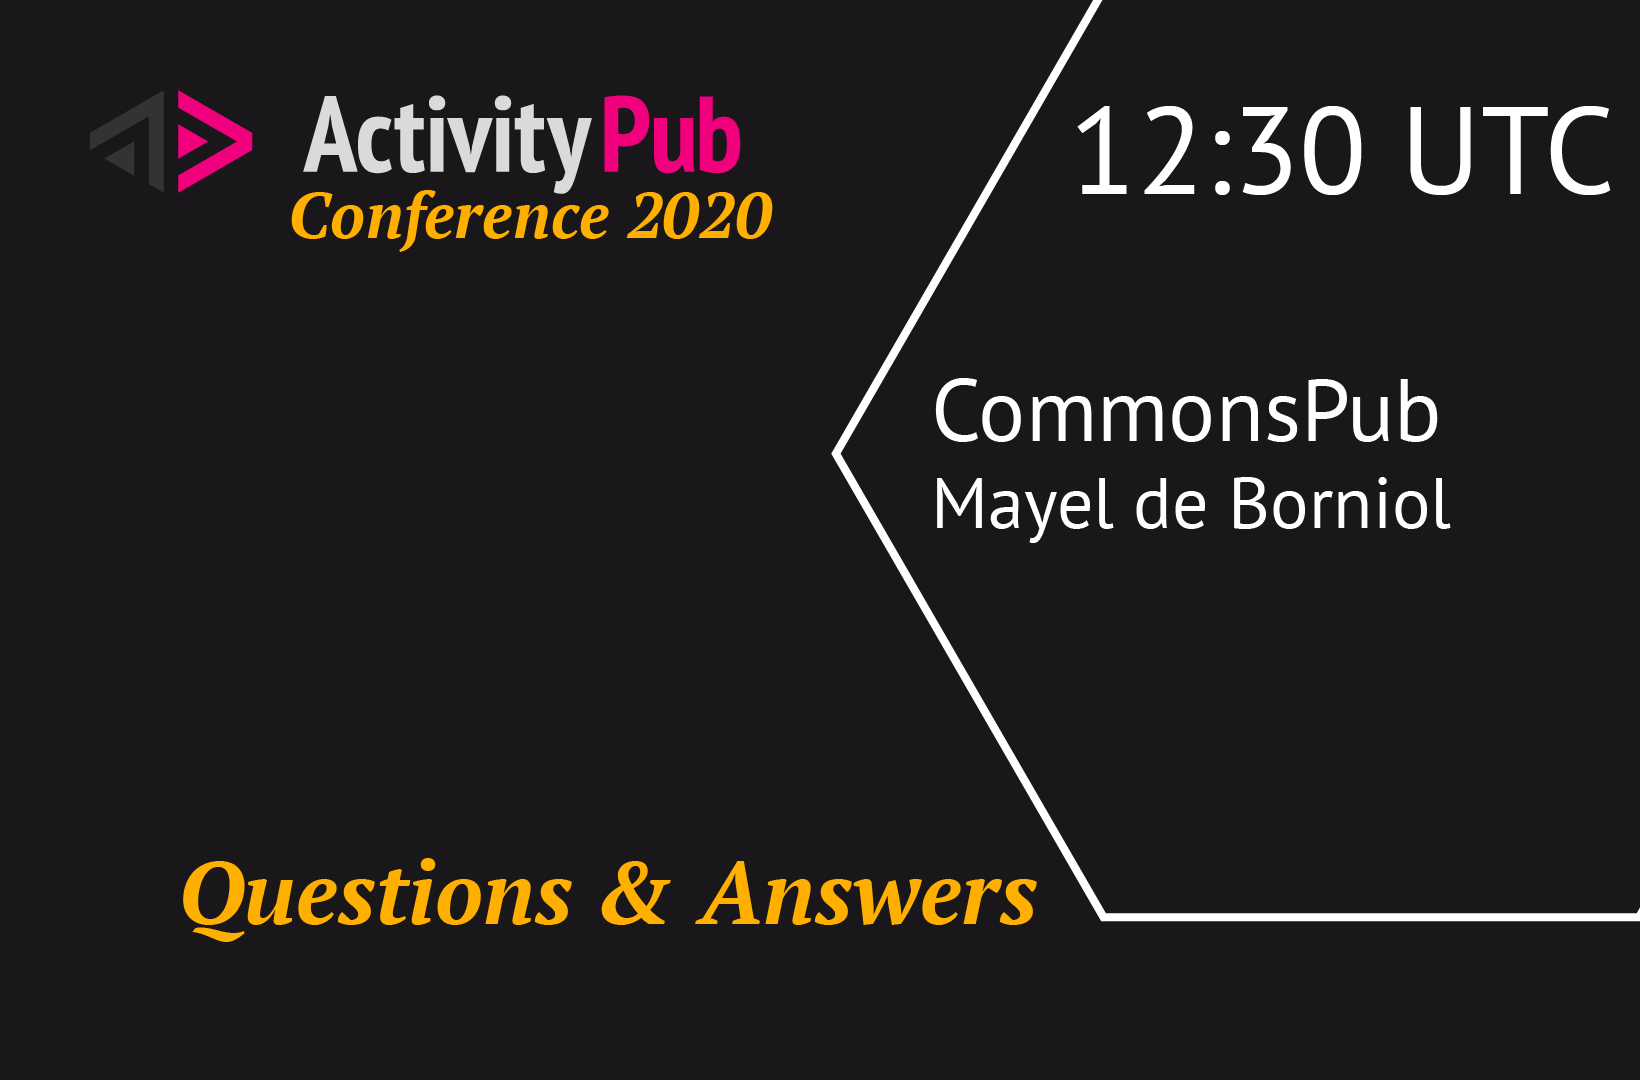 ActivityPub
Conference 2020
12:30 UTC
CommonsPub
Mayel de Borniol
Questions & Answers